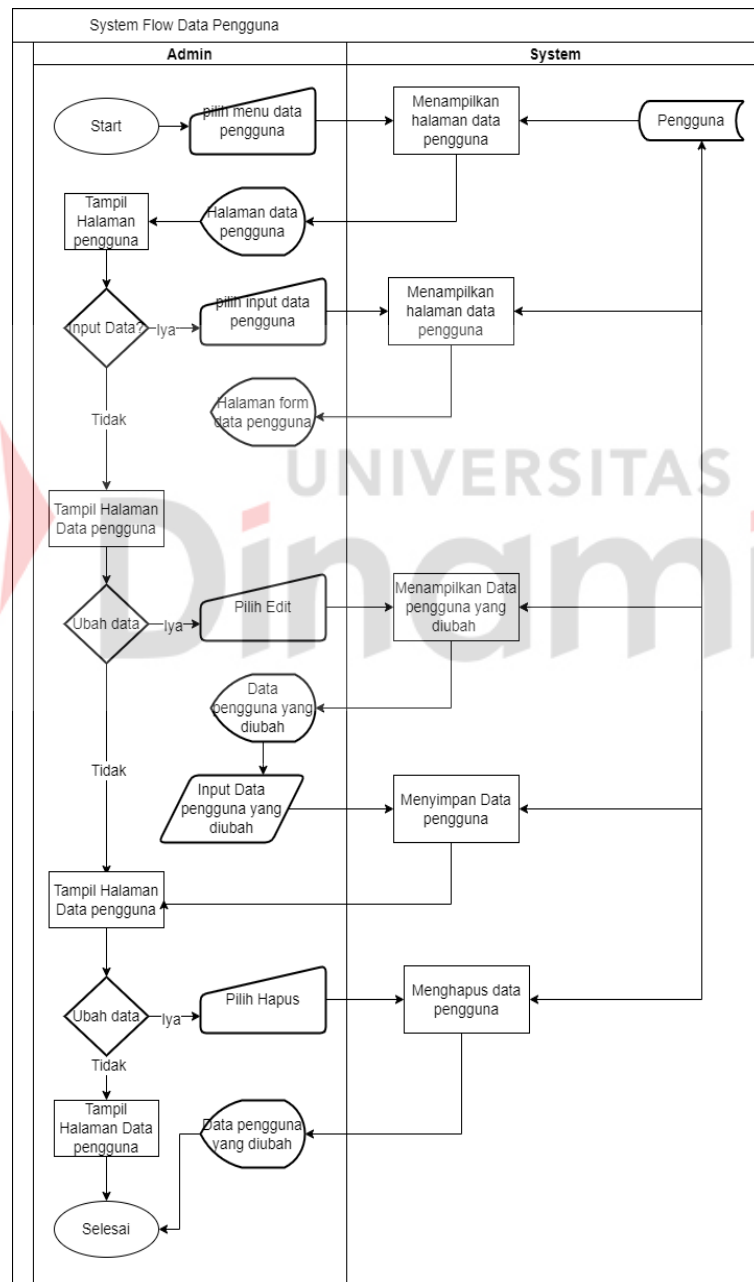 System Flow Data Pengguna
Admin
System
Start
pilih menu data
pengguna
Menampilkan
halaman data
pengguna
Pengguna
Tampil
Halaman
pengguna
Halaman data
pengguna
Input Data?
Iya
pilih input data
pengguna
Menampilkan
halaman data
pengguna
Tidak
Halaman form
data pengguna
UNIVERSITAS
Dinami
Tampil Halaman
Data pengguna
Ubah data
Iya
Pilih Edit
Menampilkan Data
pengguna yang
diubah
Data
pengguna yang
diubah
Tidak
Input Data
pengguna yang
diubah
Menyimpan Data
pengguna
Tampil Halaman
Data pengguna
Ubah data
Iya
Pilih Hapus
Menghapus data
pengguna
Tidak
Tampil
Halaman Data
pengguna
Data pengguna
yang diubah
Selesai